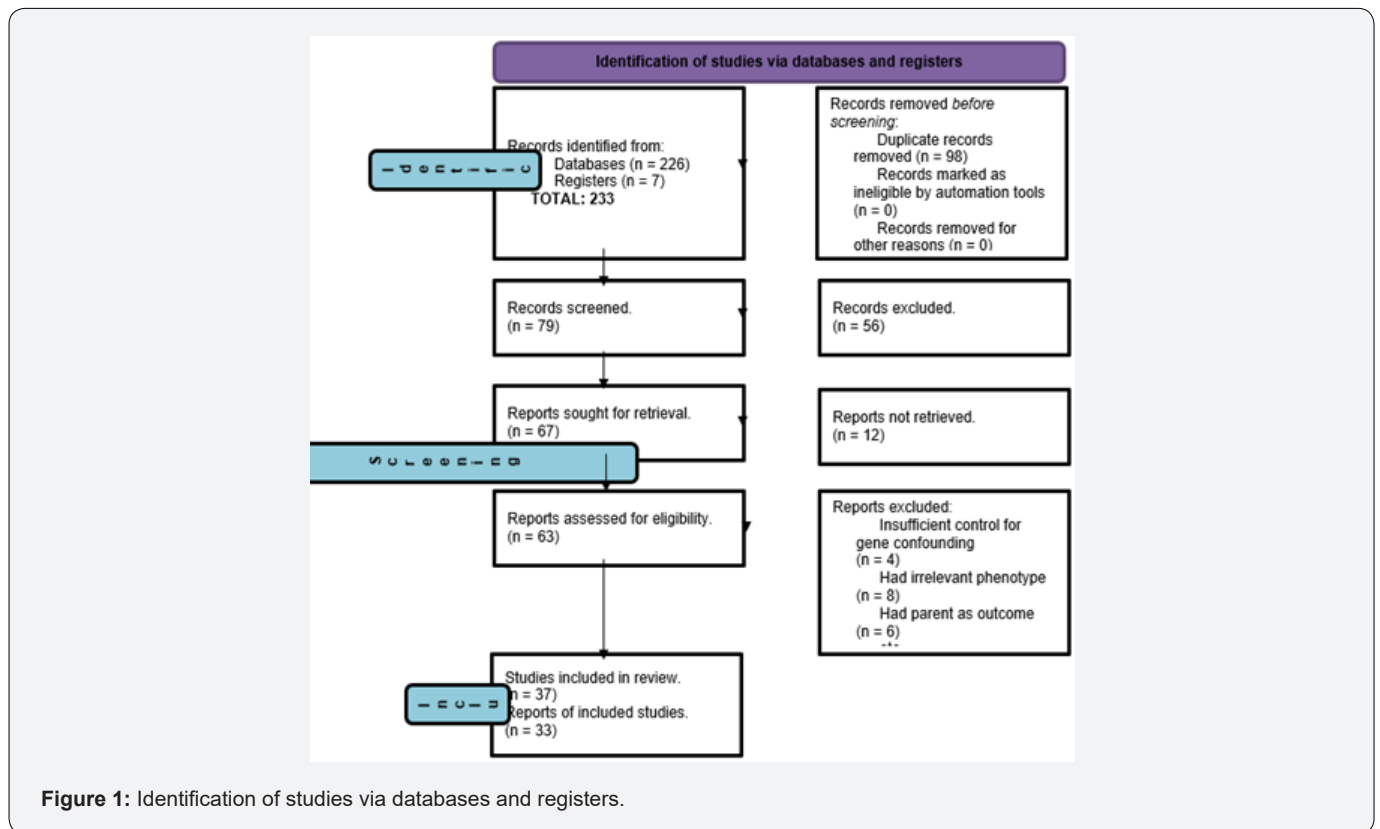 Identification of studies via databases and registers
Records identified from:
Databases (n = 226)
Registers (n = 7)
TOTAL: 233
Records removed before
screening:
Duplicate records
removed (n = 98)
Records marked as
ineligible by automation tools
(n = 0)
Records removed for
other reasons (n = 0)
Identific
Records screened.
(n = 79)
Records excluded.
(n = 56)
Reports sought for retrieval.
(n = 67)
Reports not retrieved.
(n = 12)
Screening
Reports assessed for eligibility.
(n = 63)
Reports excluded:
Insufficient control for
gene confounding
(n = 4)
Had irrelevant phenotype
(n = 8)
Had parent as outcome
(n = 6)
Studies included in review.
n = 37)
Reports of included studies.
(n = 33)
Inclu
Figure 1: Identification of studies via databases and registers.